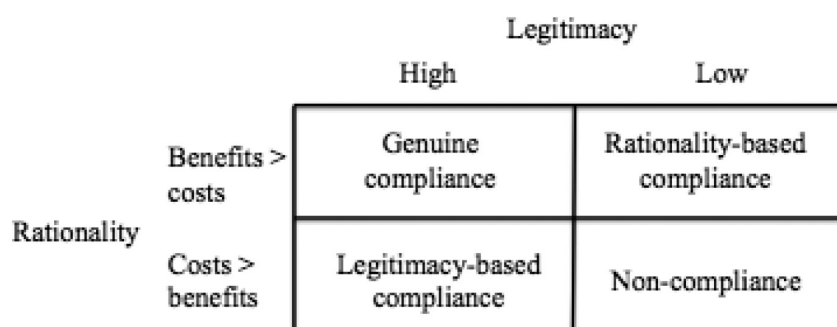 Legitimacy
High Low
Benefits > costs
Genuine compliance
Rationality-based compliance
Rationality
Costs > benefits
Legitimacy-based compliance
Non-compliance